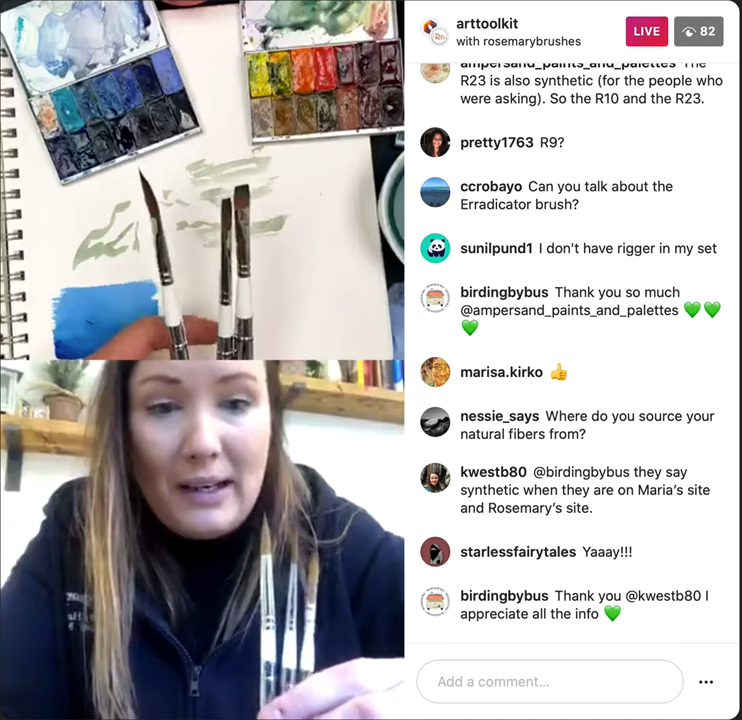 arttoolkit
with rosemarybrushes
LIVE
82
ampersand_paints_and_palettes The
R23 is also synthetic (for the people who
were asking). So the R10 and the R23.
pretty1763 R9?
ccrobayo Can you talk about the
Erradicator brush?
sunilpund1 I don't have rigger in my set
birdingbybus Thank you so much
@ampersand_paints_and_palettes 💚 💚
💚
marisa.kirko 👍
nessie_says Where do you source your
natural fibers from?
kwestb80 @birdingbybus they say
synthetic when they are on Maria's site
and Rosemary's site.
starlessfairytales Yaaay!!!
birdingbybus Thank you @kwestb80 I
appreciate all the info 💚
Add a comment...